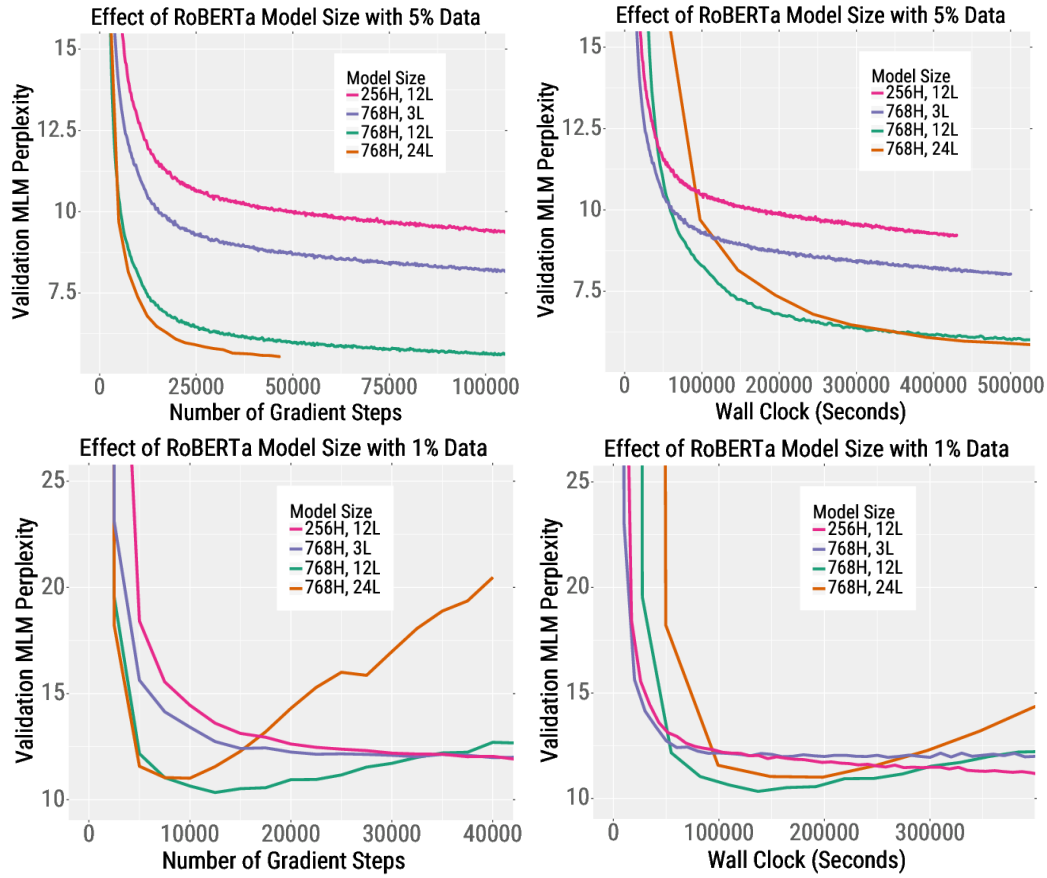 Effect of RoBERTa Model Size with 5% Data
Validation MLM Perplexity
15
12.5
10
7.5
Model Size
256H, 12L
768H, 3L
768H, 12L
768H, 24L
0
25000
50000
75000
100000
Number of Gradient Steps
Effect of RoBERTa Model Size with 5% Data
Validation MLM Perplexity
15
12.5
10
7.5
Model Size
256H, 12L
768H, 3L
768H, 12L
768H, 24L
0
100000
200000
300000
400000
500000
Wall Clock (Seconds)
Effect of RoBERTa Model Size with 1% Data
Validation MLM Perplexity
25
20
15
10
Model Size
256H, 12L
768H, 3L
768H, 12L
768H, 24L
0
10000
20000
30000
40000
Number of Gradient Steps
Effect of RoBERTa Model Size with 1% Data
Validation MLM Perplexity
25
20
15
10
Model Size
256H, 12L
768H, 3L
768H, 12L
768H, 24L
0
100000
200000
300000
Wall Clock (Seconds)